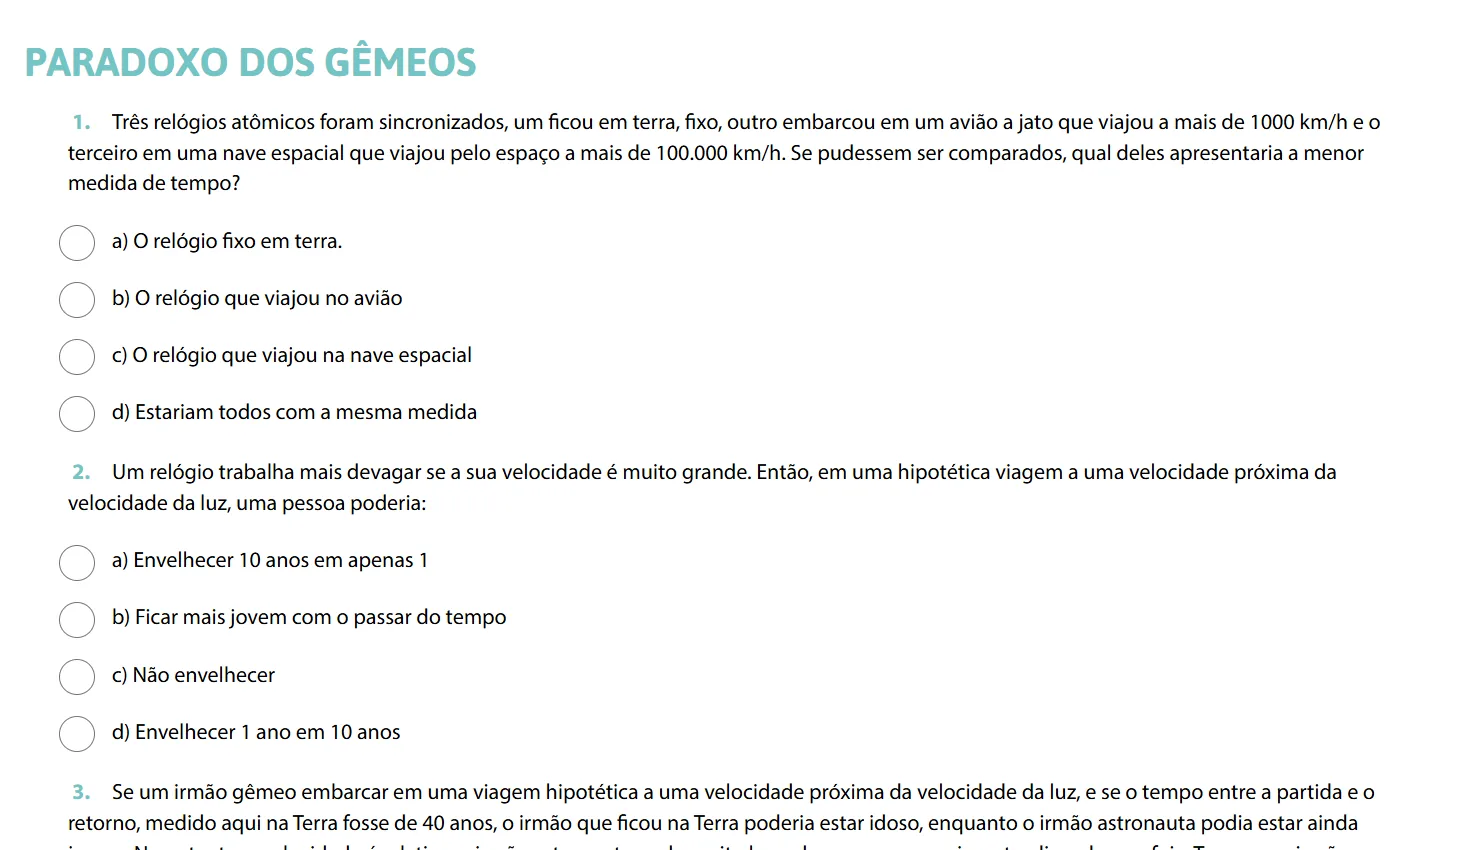 PARADOXO DOS GÊMEOS
1. Três relógios atômicos foram sincronizados, um ficou em terra, fixo, outro embarcou em um avião a jato que viajou a mais de 1000 km/h e o
terceiro em uma nave espacial que viajou pelo espaço a mais de 100.000 km/h. Se pudessem ser comparados, qual deles apresentaria a menor
medida de tempo?
a) O relógio fixo em terra.
b) O relógio que viajou no avião
c) O relógio que viajou na nave espacial
d) Estariam todos com a mesma medida
2. Um relógio trabalha mais devagar se a sua velocidade é muito grande. Então, em uma hipotética viagem a uma velocidade próxima da
velocidade da luz, uma pessoa poderia:
a) Envelhecer 10 anos em apenas 1
b) Ficar mais jovem com o passar do tempo
c) Não envelhecer
d) Envelhecer 1 ano em 10 anos
3. Se um irmão gêmeo embarcar em uma viagem hipotética a uma velocidade próxima da velocidade da luz, e se o tempo entre a partida e o
retorno, medido aqui na Terra fosse de 40 anos, o irmão que ficou na Terra poderia estar idoso, enquanto o irmão astronauta podia estar ainda